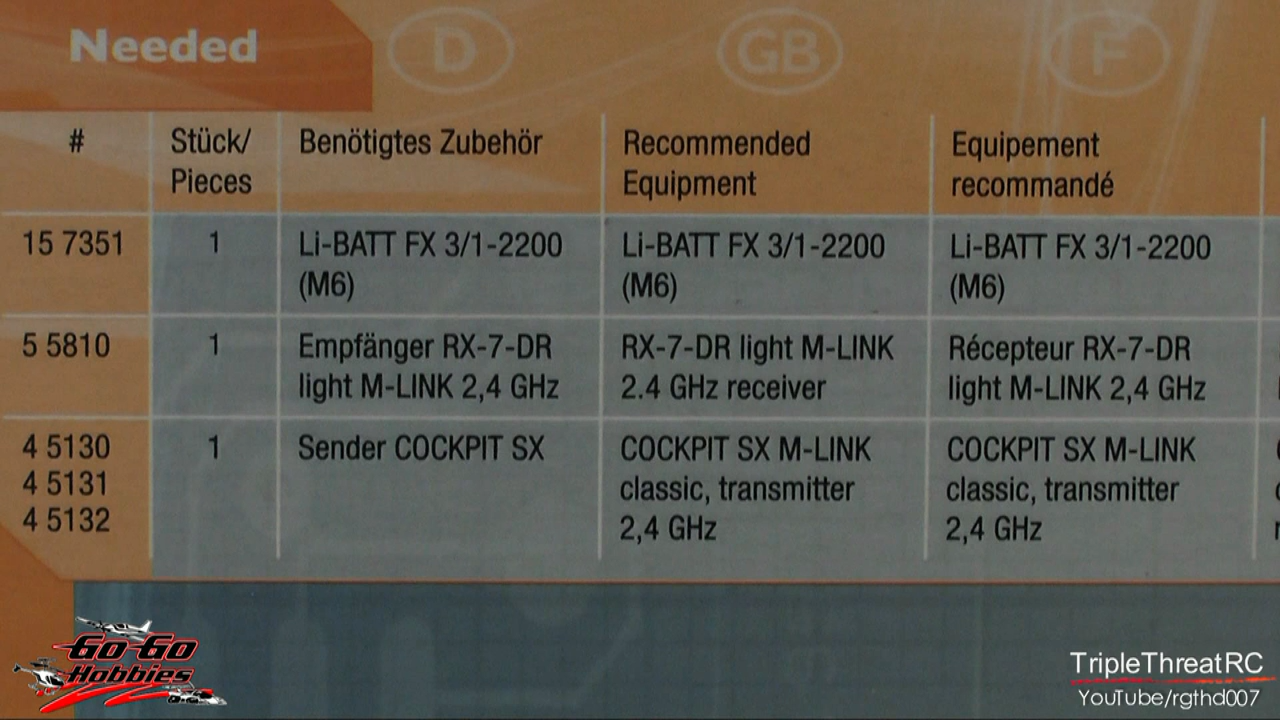 Needed
D
GB
F
#
Stück/
Pieces
Benötigtes Zubehör
Recommended
Equipment
Equipement
recommandé
15 7351
1
Li-BATT FX 3/1-2200
(M6)
Li-BATT FX 3/1-2200
(M6)
Li-BATT FX 3/1-2200
(M6)
5 5810
1
Empfänger RX-7-DR
light M-LINK 2,4 GHz
RX-7-DR light M-LINK
2.4 GHz receiver
Récepteur RX-7-DR
light M-LINK 2,4 GHz
4 5130
4 5131
4 5132
1
Sender COCKPIT SX
COCKPIT SX M-LINK
classic, transmitter
2,4 GHz
COCKPIT SX M-LINK
classic, transmitter
2,4 GHz
Go-Go
Hobbies
TripleThreatRC
YouTube/rgthd007